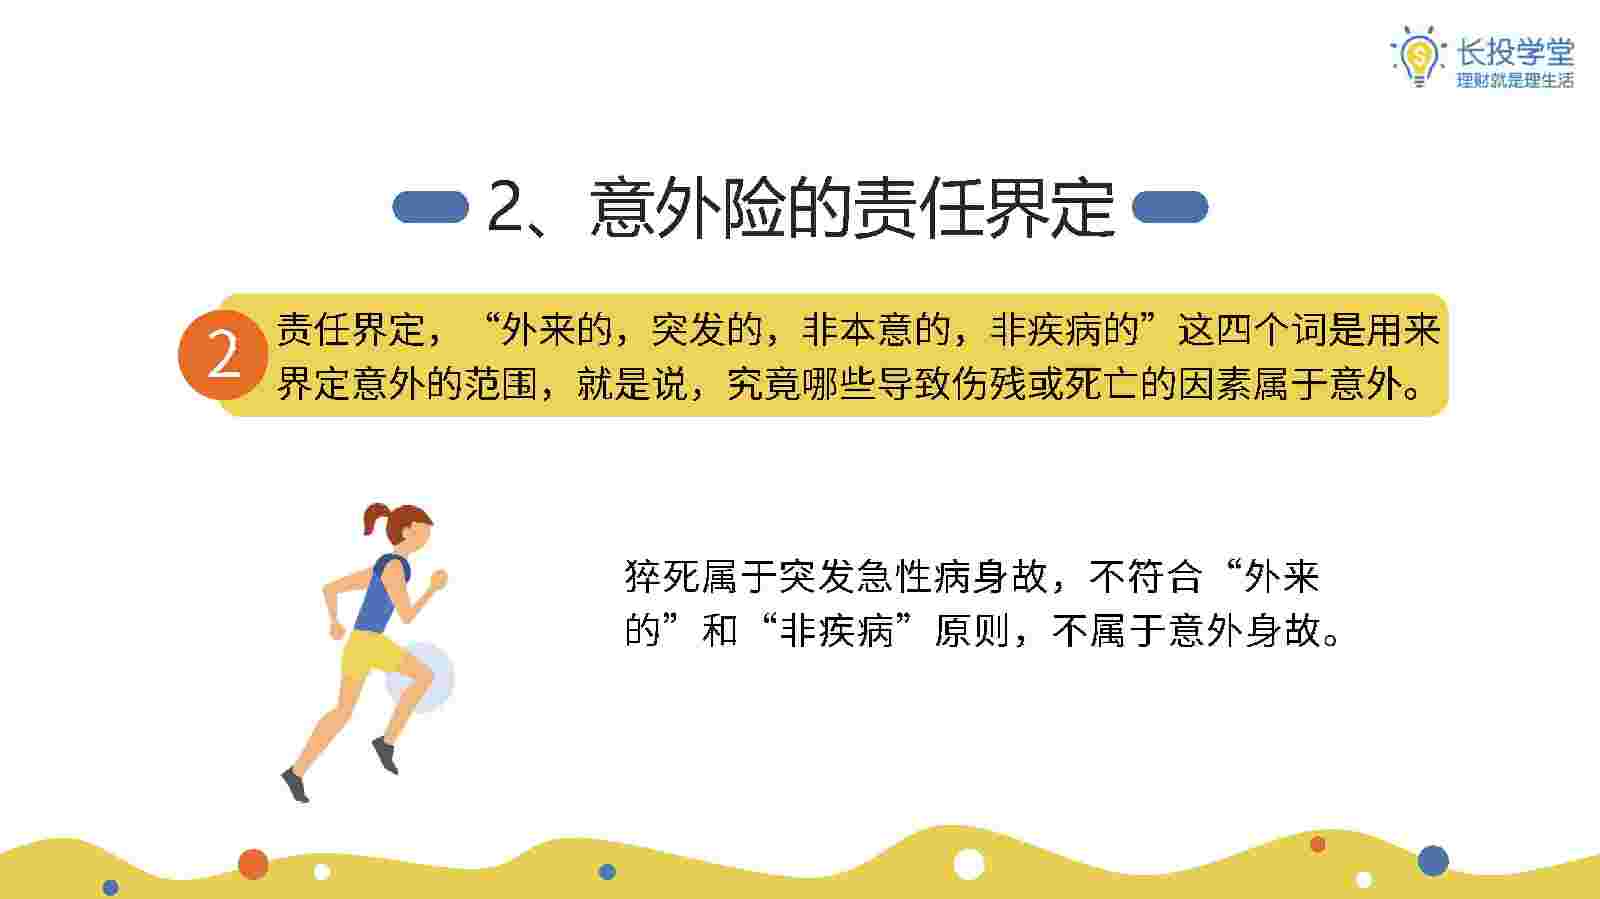 长投学堂
理财就是理生活
2、意外险的责任界定
2
责任界定，“外来的，突发的，非本意的，非疾病的”这四个词是用来
界定意外的范围，就是说，究竟哪些导致伤残或死亡的因素属于意外。
猝死属于突发急性病身故，不符合“外来
的”和“非疾病”原则，不属于意外身故。